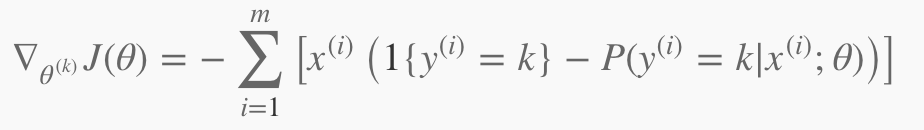 ∇_{θ^{(k)}} J(θ) = − ∑_{i=1}^{m} [x^{(i)} (1{y^{(i)} = k} − P(y^{(i)} = k|x^{(i)}; θ))]